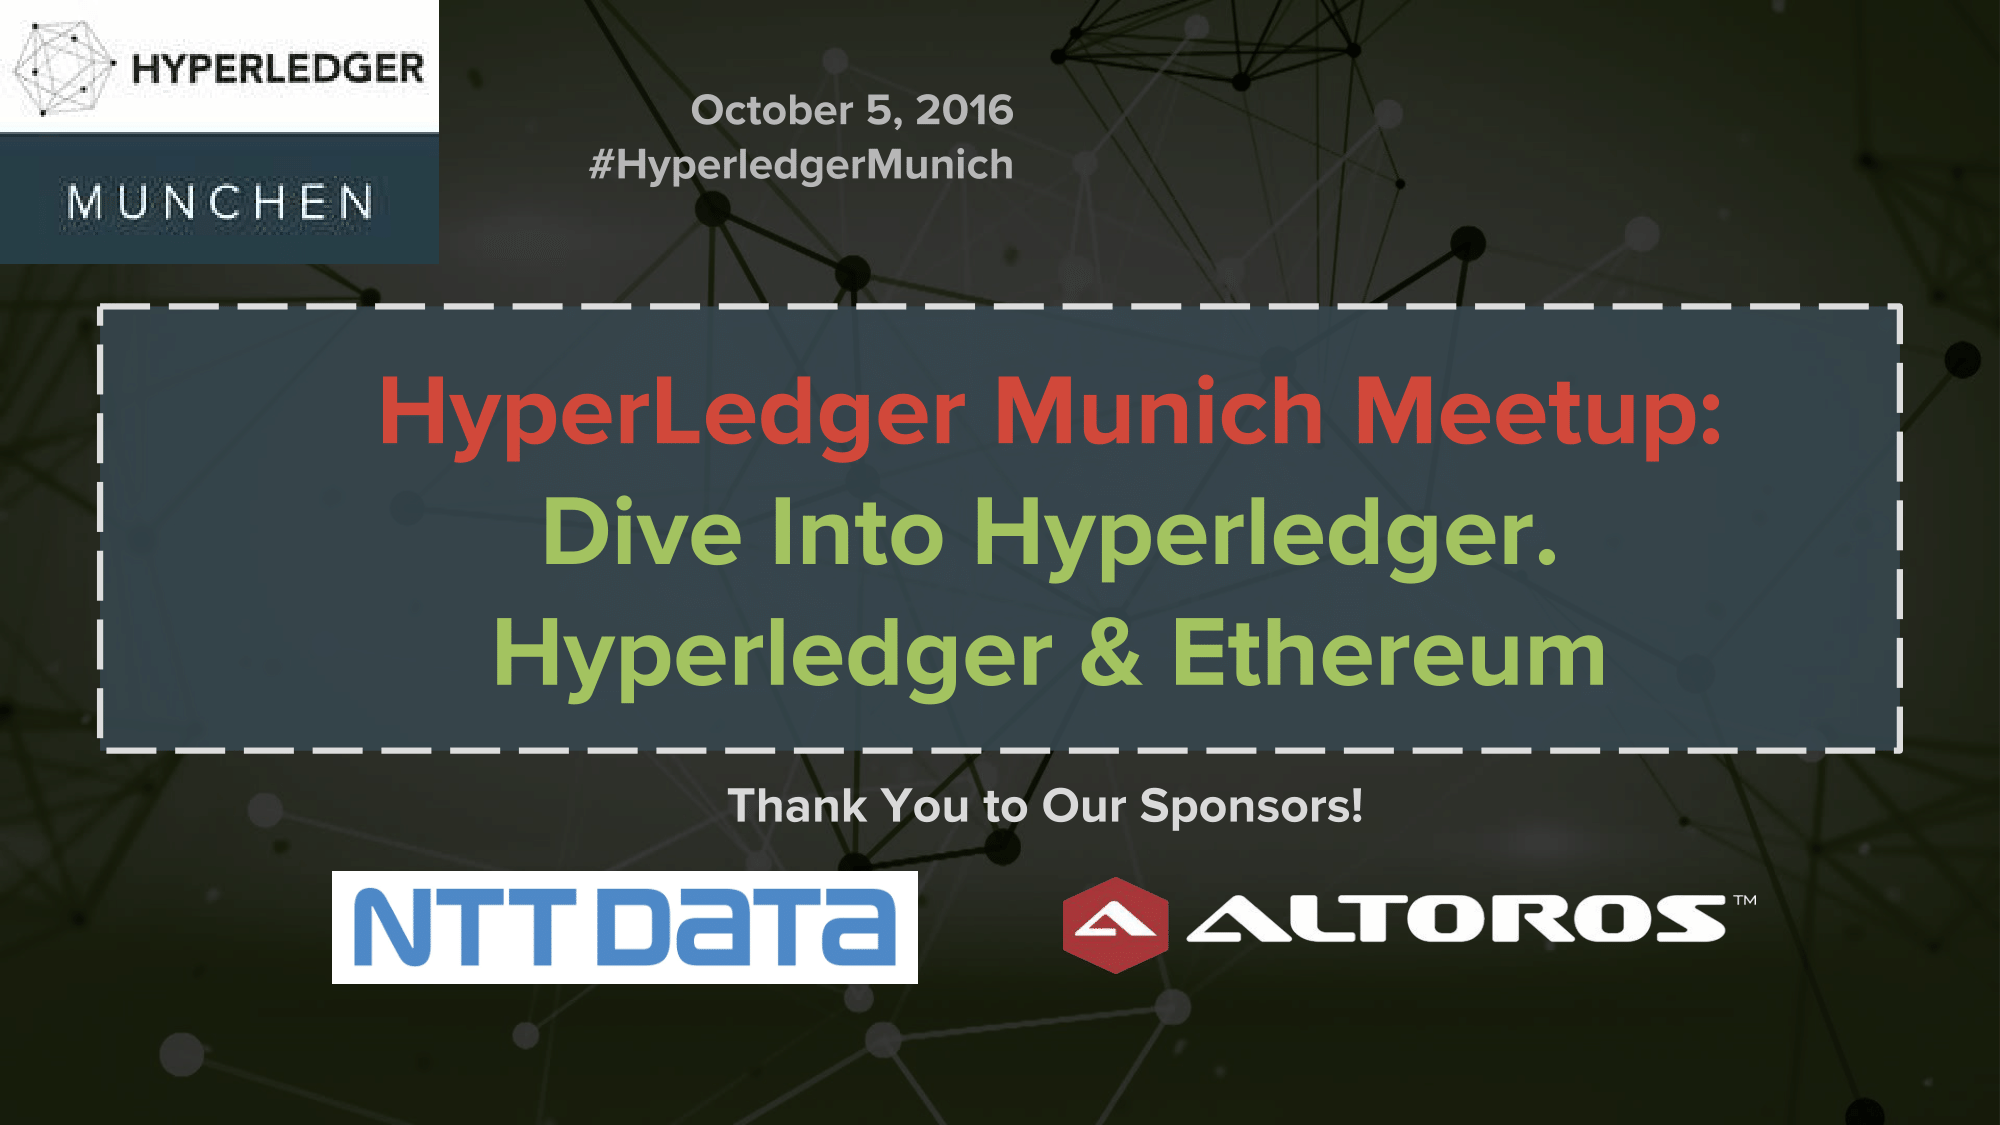 HYPERLEDGER
MUNCHEN
October 5, 2016
#HyperledgerMunich
HyperLedger Munich Meetup:
Dive Into Hyperledger.
Hyperledger & Ethereum
Thank You to Our Sponsors!
NTT DATA
ALTOROS™